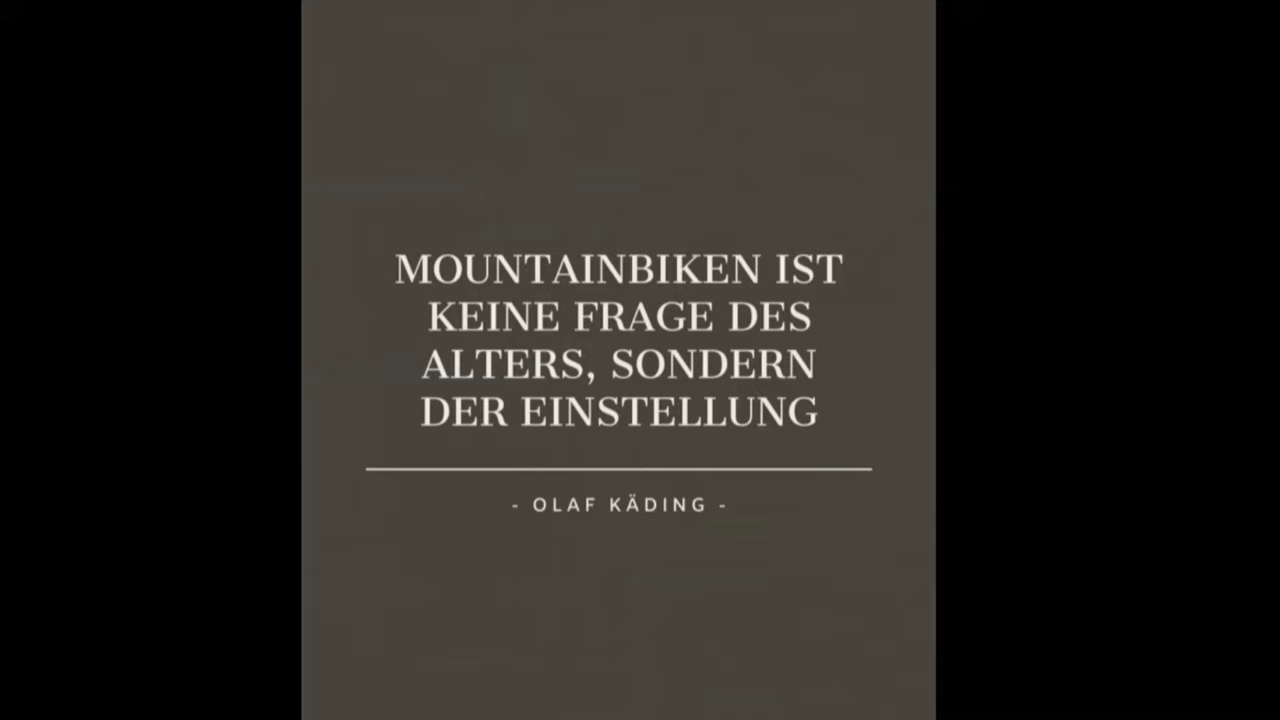 MOUNTAINBIKEN IST
KEINE FRAGE DES
ALTERS, SONDERN
DER EINSTELLUNG
- OLAF KÄDING -